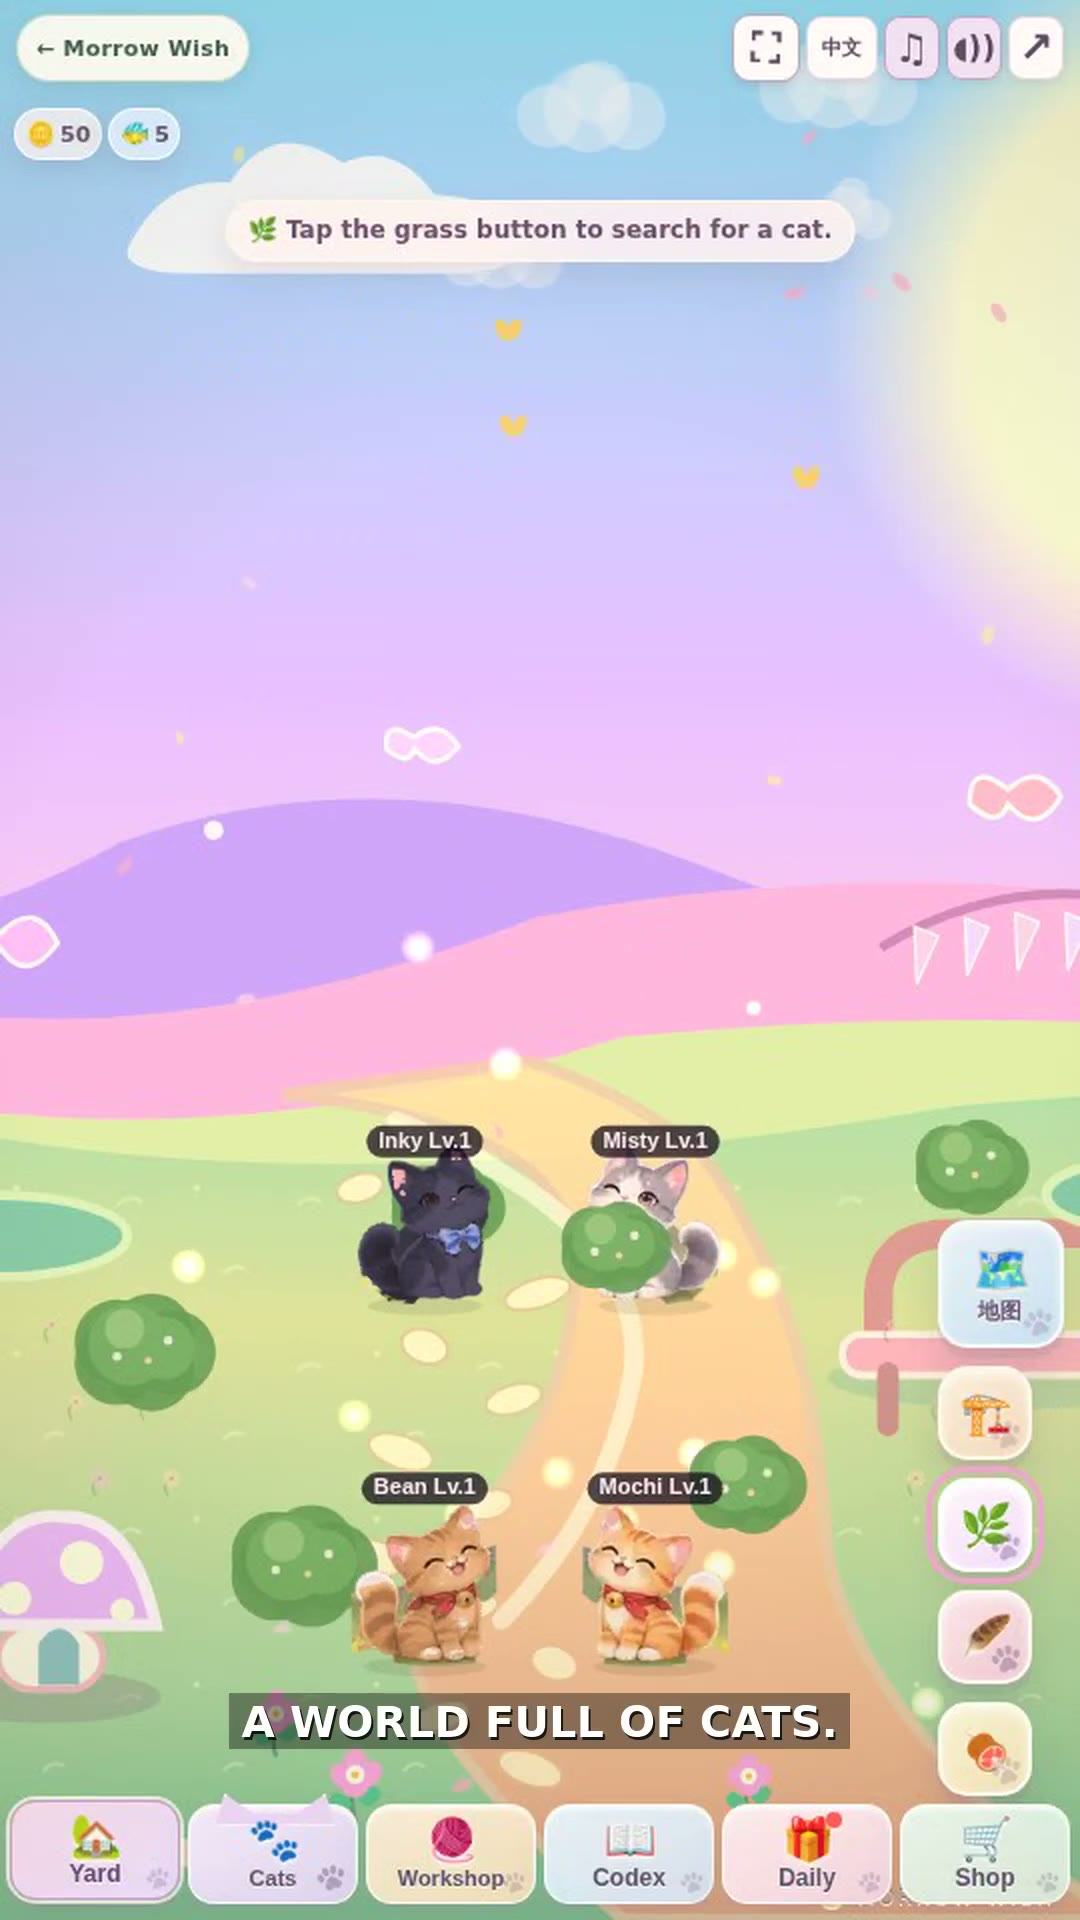 ← Morrow Wish
中文
50
5
Tap the grass button to search for a cat.
Inky Lv.1
Misty Lv.1
地图
Bean Lv.1
Mochi Lv.1
A WORLD FULL OF CATS.
Yard
Cats
Workshop
Codex
Daily
Shop